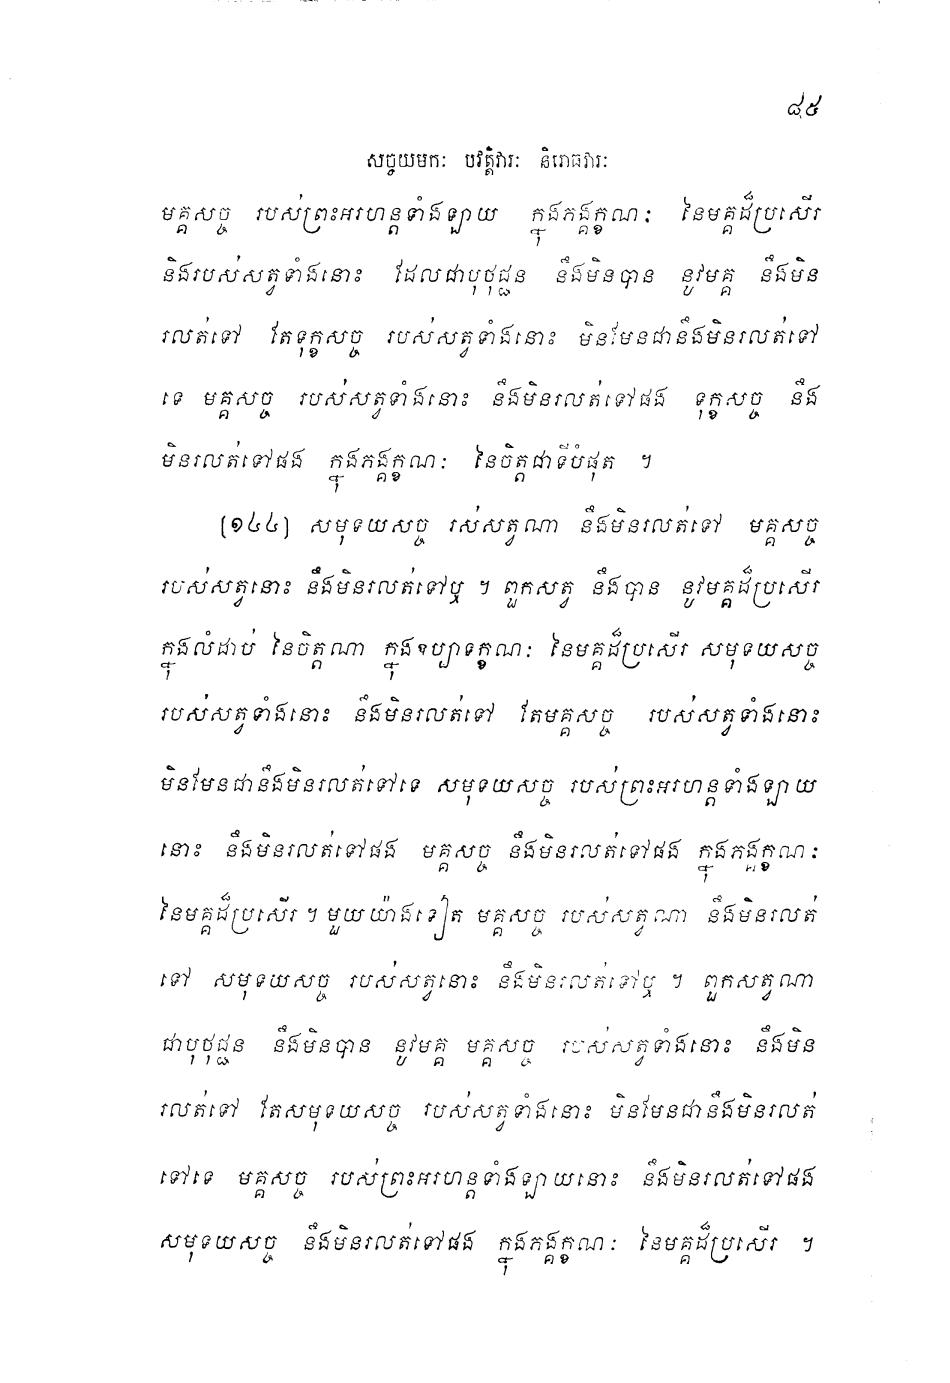 ៨៥
សច្ចយមកៈ បវត្តិវារៈ និរោធវារៈ
មគ្គសច្ច របស់ព្រះអរហន្តទាំងឡាយ ក្នុងភង្គក្ខណៈ នៃមគ្គដ៏ប្រសើរ
និងរបស់សត្វទាំងនោះ ដែលជាបុថុជ្ជន នឹងមិនបាន នូវមគ្គ នឹងមិន
រលត់ទៅ តែទុក្ខសច្ច របស់សត្វទាំងនោះ មិនមែនជានឹងមិនរលត់ទៅ
ទេ មគ្គសច្ច របស់សត្វទាំងនោះ នឹងមិនរលត់ទៅផង ទុក្ខសច្ច នឹង
មិនរលត់ទៅផង ក្នុងភង្គក្ខណៈ នៃចិត្តជាទីបំផុត ។
(១៤៤) សមុទយសច្ច រស់សត្វណា នឹងមិនរលត់ទៅ មគ្គសច្ច
របស់សត្វនោះ នឹងមិនរលត់ទៅឬ ។ ពួកសត្វ នឹងបាន នូវមគ្គដ៏ប្រសើរ
ក្នុងលំដាប់ នៃចិត្តណា ក្នុងឧប្បាទក្ខណៈ នៃមគ្គដ៏ប្រសើរ សមុទយសច្ច
របស់សត្វទាំងនោះ នឹងមិនរលត់ទៅ តែមគ្គសច្ច របស់សត្វទាំងនោះ
មិនមែនជានឹងមិនរលត់ទៅទេ សមុទយសច្ច របស់ព្រះអរហន្តទាំងឡាយ
នោះ នឹងមិនរលត់ទៅផង មគ្គសច្ច នឹងមិនរលត់ទៅផង ក្នុងភង្គក្ខណៈ
នៃមគ្គដ៏ប្រសើរ ។ មួយយ៉ាងទៀត មគ្គសច្ច របស់សត្វណា នឹងមិនរលត់
ទៅ សមុទយសច្ច របស់សត្វនោះ នឹងមិនរលត់ទៅឬ ។ ពួកសត្វណា
ជាបុថុជ្ជន នឹងមិនបាន នូវមគ្គ មគ្គសច្ច របស់សត្វទាំងនោះ នឹងមិន
រលត់ទៅ តែសមុទយសច្ច របស់សត្វទាំងនោះ មិនមែនជានឹងមិនរលត់
ទៅទេ មគ្គសច្ច របស់ព្រះអរហន្តទាំងឡាយនោះ នឹងមិនរលត់ទៅផង
សមុទយសច្ច នឹងមិនរលត់ទៅផង ក្នុងភង្គក្ខណៈ នៃមគ្គដ៏ប្រសើរ ។